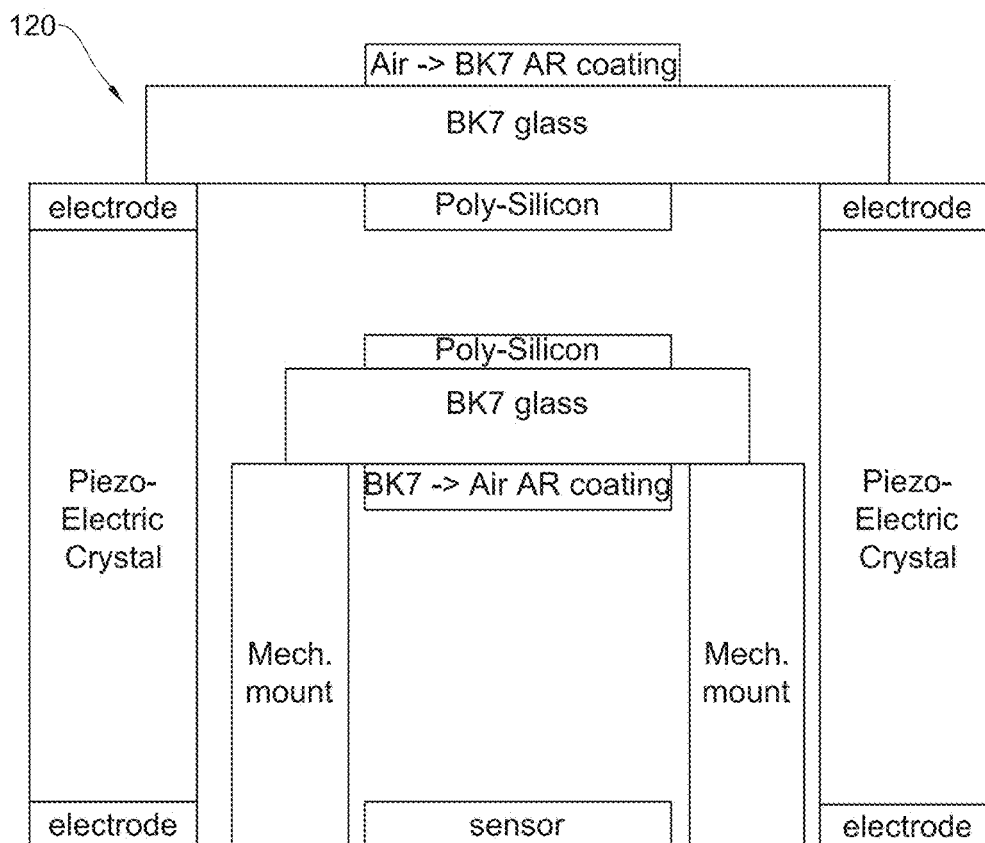 120
Air -> BK7 AR coating
BK7 glass
electrode
Poly-Silicon
electrode
Poly-Silicon
BK7 glass
BK7 -> Air AR coating
Piezo-
Electric
Crystal
Piezo-
Electric
Crystal
Mech.
mount
Mech.
mount
electrode
sensor
electrode